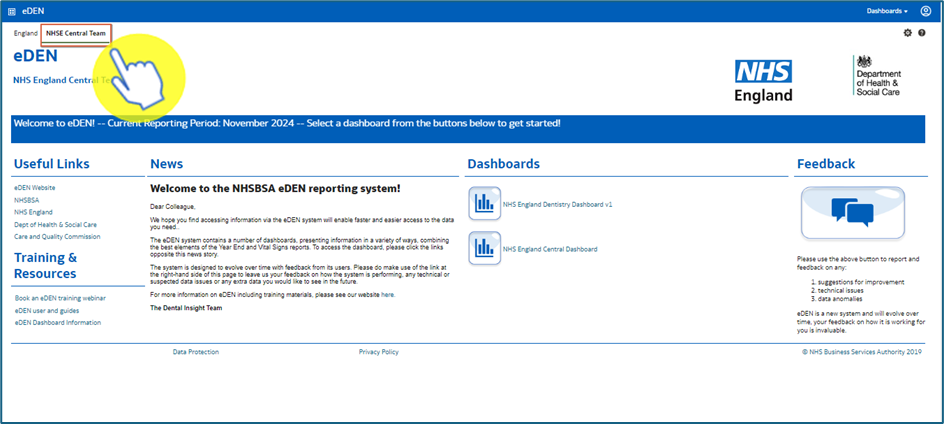 eDEN
Dashboards
England
NHSE Central Team
eDEN
NHS England Central Te
NHS
England
Department
of Health &
Social Care
Welcome to eDEN! -- Current Reporting Period: November 2024 -- Select a dashboard from the buttons below to get started!
Useful Links
eDEN Website
NHSBSA
NHS England
Dept of Health & Social Care
Care and Quality Commission
Training &
Resources
Book an eDEN training webinar
eDEN user and guides
eDEN Dashboard Information
News
Welcome to the NHSBSA eDEN reporting system!
Dear Colleague,
We hope you find accessing information via the eDEN system will enable faster and easier access to the data
you need..
The eDEN system contains a number of dashboards, presenting information in a variety of ways, combining
the best elements of the Year End and Vital Signs reports. To access the dashboard, please click the links
opposite this news story.
The system is designed to evolve over time with feedback from its users. Please do make use of the link at
the right-hand side of this page to leave us your feedback on how the system is performing, any technical or
suspected data issues or any extra data you would like to see in the future.
For more information on eDEN including training materials, please see our website here.
The Dental Insight Team
Dashboards
NHS England Dentistry Dashboard v1
NHS England Central Dashboard
Feedback
Please use the above button to report and
feedback on any:
1. suggestions for improvement
2. technical issues
3. data anomalies
eDEN is a new system and will evolve over
time, your feedback on how it is working for
you is invaluable.
Data Protection
Privacy Policy
© NHS Business Services Authority 2019